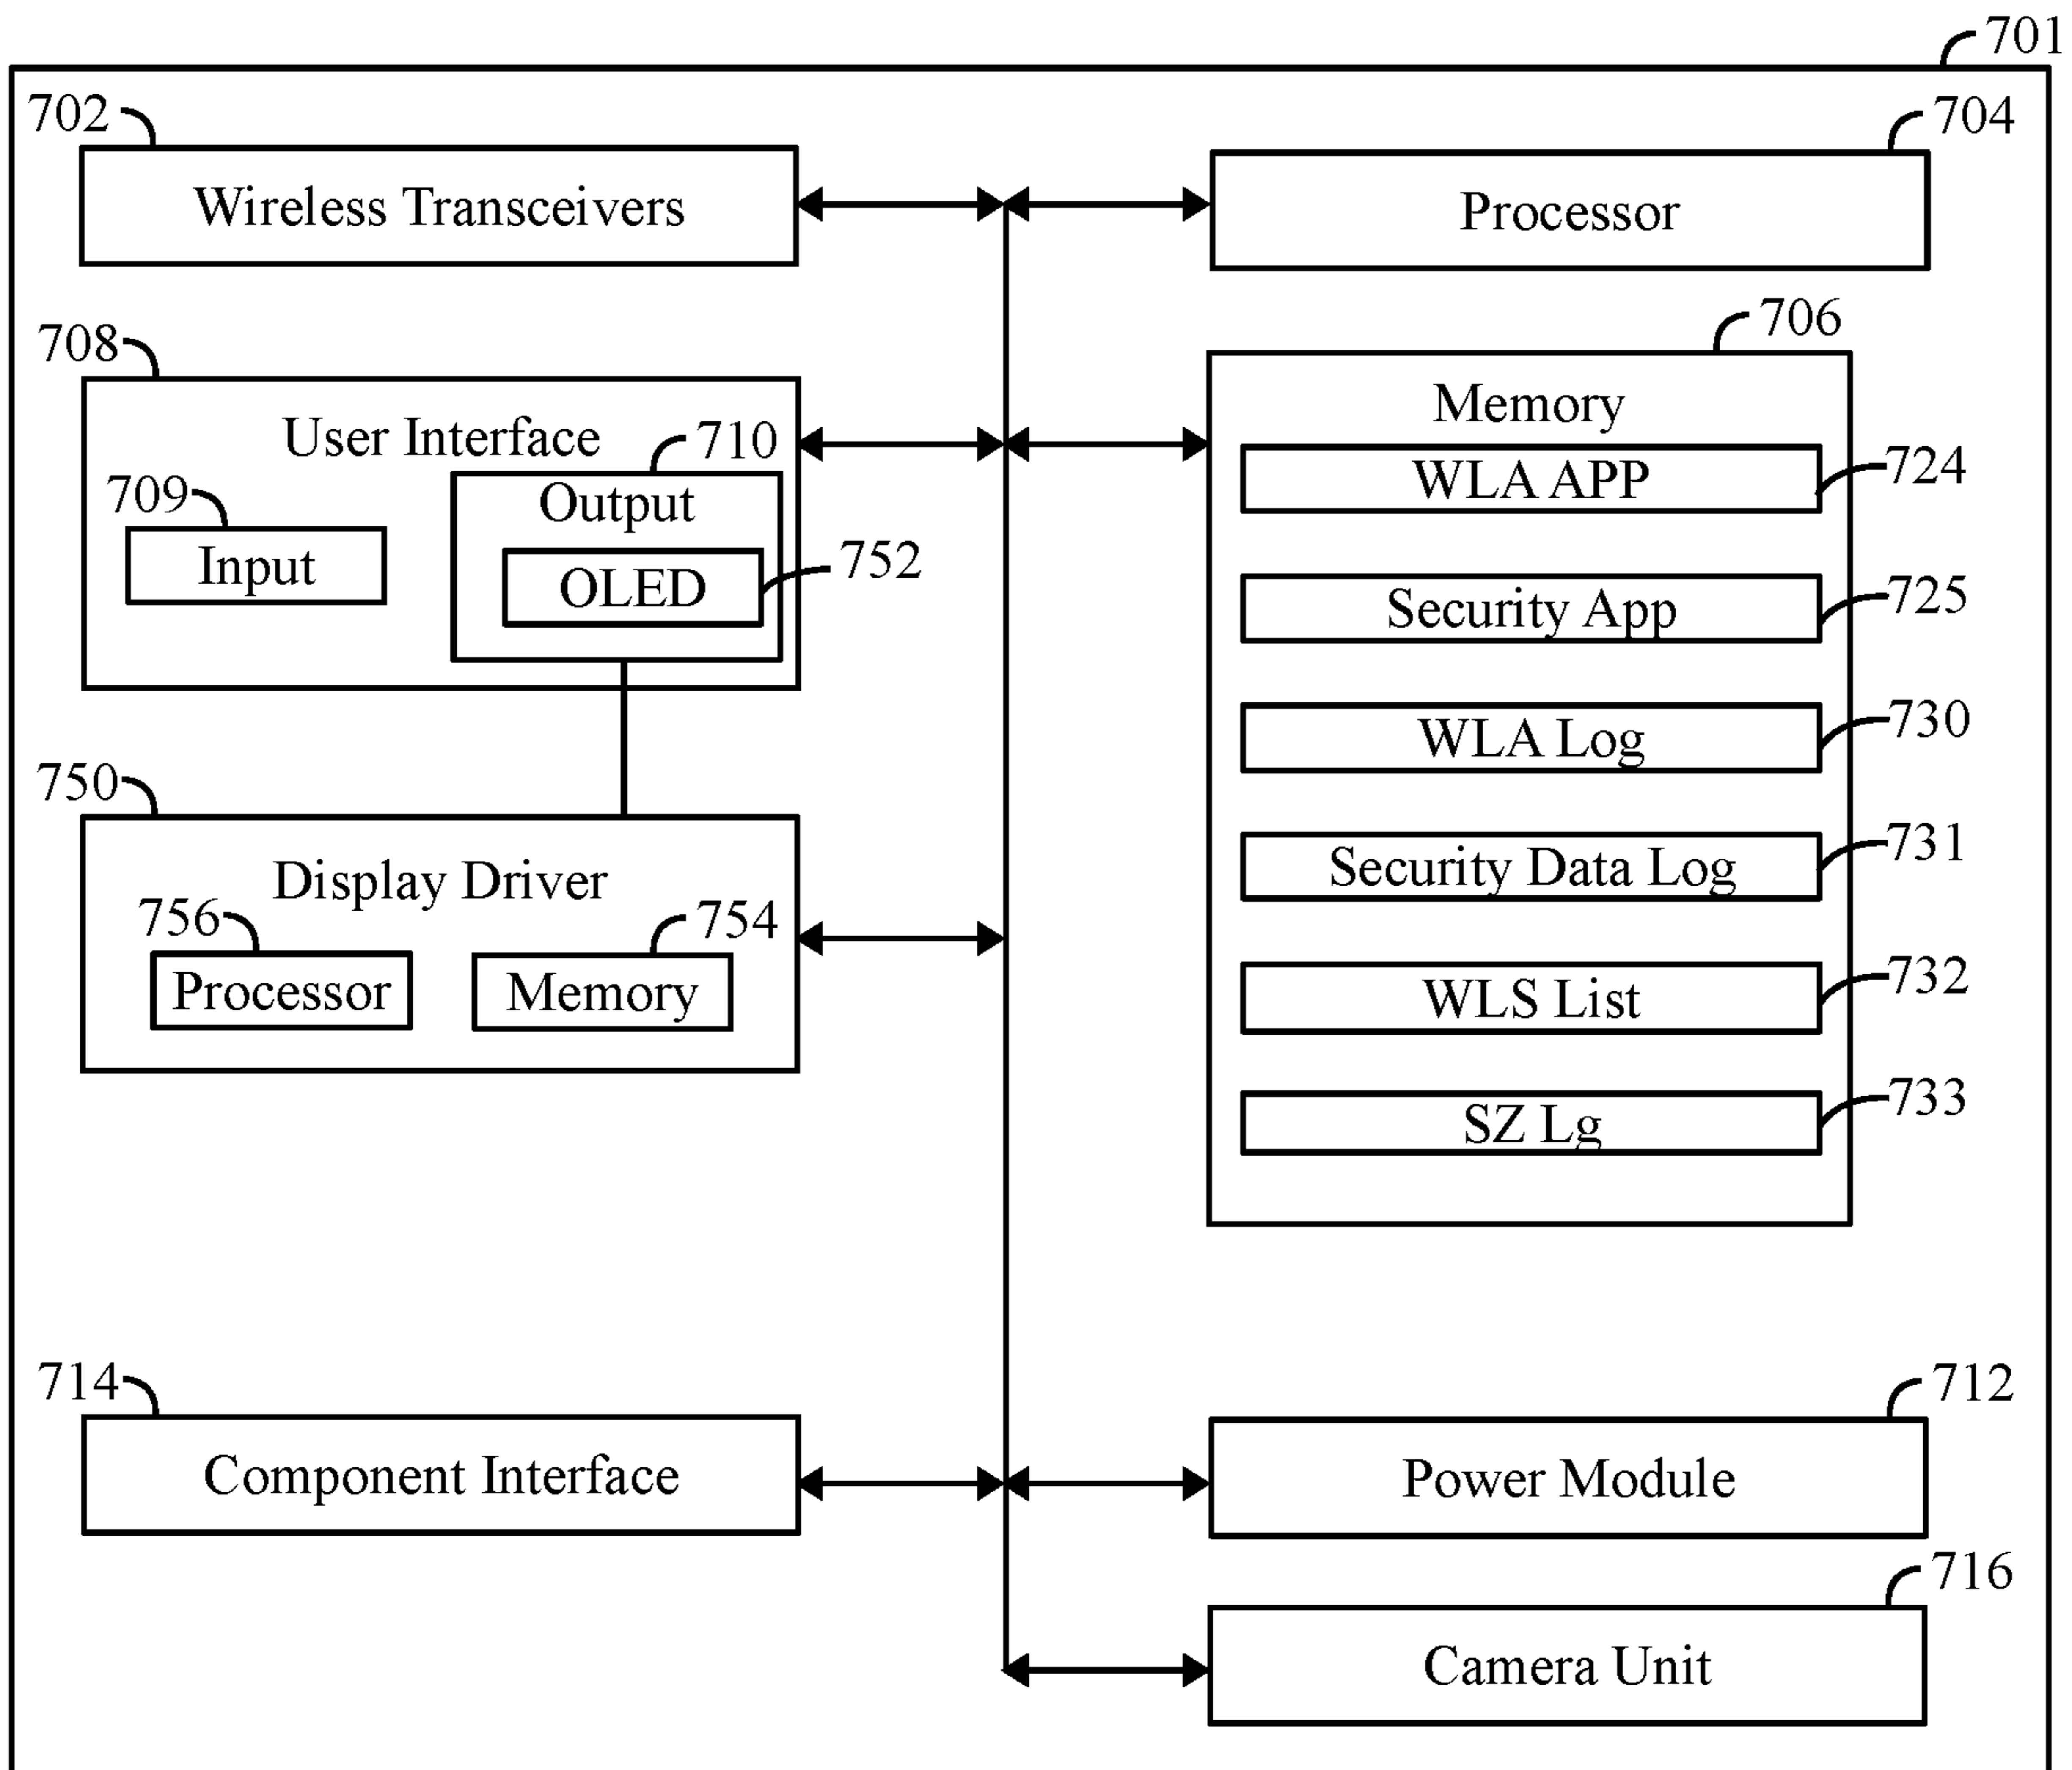 701
702
704
Wireless Transceivers
Processor
708
706
User Interface
710
Memory
709
Output
WLA APP
724
Input
OLED
752
Security App
725
WLA Log
730
750
Display Driver
Security Data Log
731
756
754
Processor
Memory
WLS List
732
SZ Lg
733
714
712
Component Interface
Power Module
716
Camera Unit